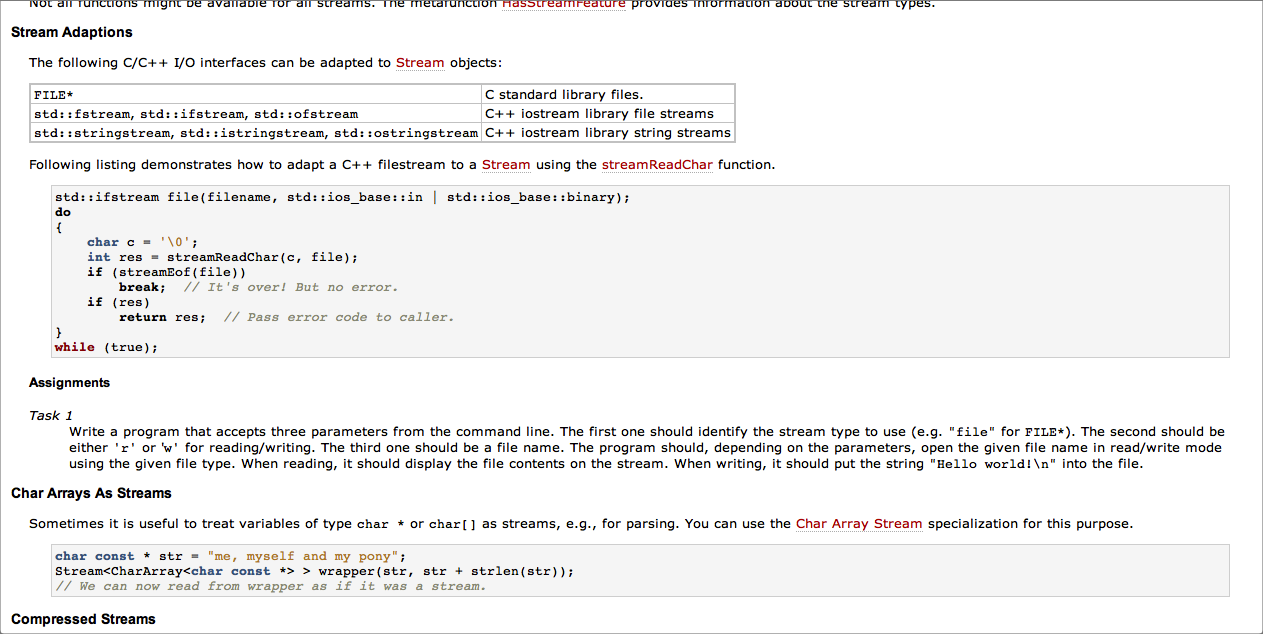 Not all functions might be available for all streams. The metafunction HasStreamFeature provides information about the stream types.
Stream Adaptions
The following C/C++ I/O interfaces can be adapted to Stream objects:
FILE* C standard library files.
std::fstream, std::ifstream, std::ofstream C++ iostream library file streams
std::stringstream, std::istringstream, std::ostringstream C++ iostream library string streams
Following listing demonstrates how to adapt a C++ filestream to a Stream using the streamReadChar function.
std::ifstream file(filename, std::ios_base::in | std::ios_base::binary);
do
{
    char c = '\0';
    int res = streamReadChar(c, file);
    if (streamEof(file))
        break;  // It's over! But no error.
    if (res)
        return res;  // Pass error code to caller.
}
while (true);
Assignments
Task 1
Write a program that accepts three parameters from the command line. The first one should identify the stream type to use (e.g. "file" for FILE*). The second should be
either 'r' or 'w' for reading/writing. The third one should be a file name. The program should, depending on the parameters, open the given file name in read/write mode
using the given file type. When reading, it should display the file contents on the stream. When writing, it should put the string "Hello world!\n" into the file.
Char Arrays As Streams
Sometimes it is useful to treat variables of type char * or char[] as streams, e.g., for parsing. You can use the Char Array Stream specialization for this purpose.
char const * str = "me, myself and my pony";
Stream<CharArray<char const *> > wrapper(str, str + strlen(str));
// We can now read from wrapper as if it was a stream.
Compressed Streams